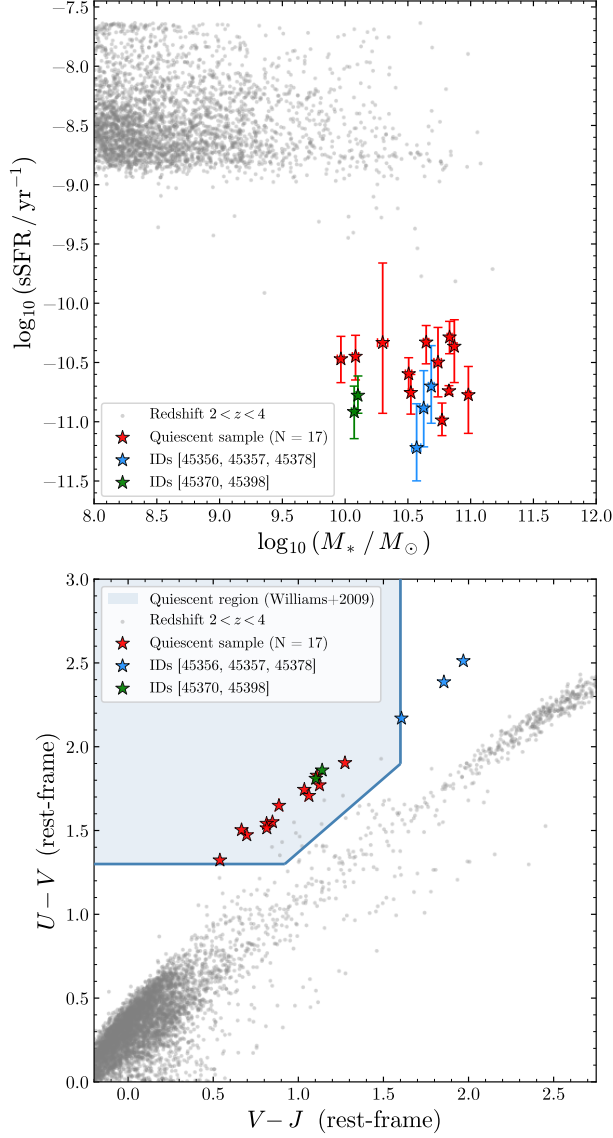 −7.5
−8.0
−8.5
−9.0
−9.5
−10.0
−10.5
−11.0
−11.5
log₁₀ (sSFR / yr⁻¹)
Redshift 2 < z < 4
Quiescent sample (N = 17)
IDs [45356, 45357, 45378]
IDs [45370, 45398]
8.0 8.5 9.0 9.5 10.0 10.5 11.0 11.5 12.0
log₁₀ (M* / M⊙)
3.0
2.5
2.0
1.5
1.0
0.5
0.0
U − V (rest-frame)
Quiescent region (Williams+2009)
Redshift 2 < z < 4
Quiescent sample (N = 17)
IDs [45356, 45357, 45378]
IDs [45370, 45398]
0.0 0.5 1.0 1.5 2.0 2.5
V − J (rest-frame)